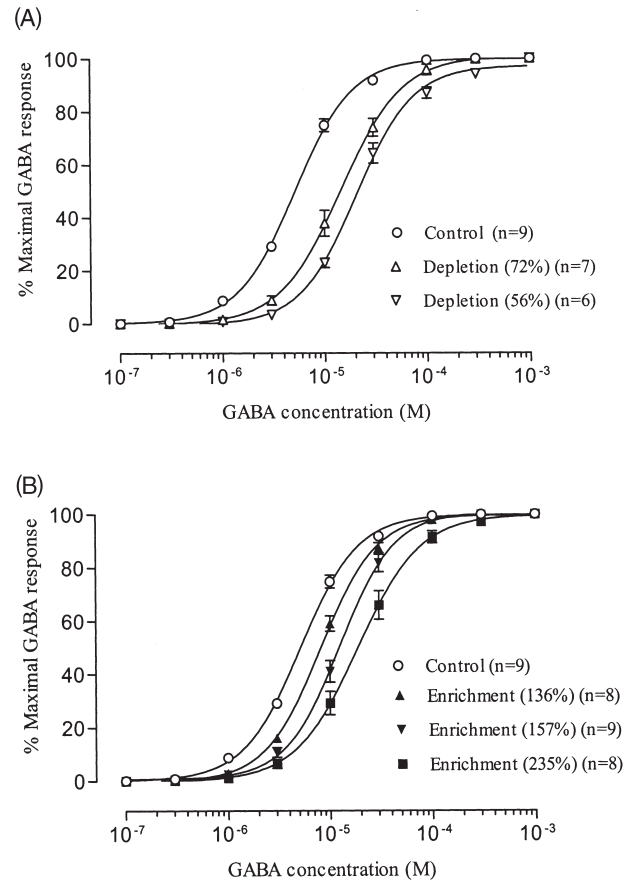 (A)
% Maximal GABA response
100
80
60
40
20
0
Control (n=9)
Depletion (72%) (n=7)
Depletion (56%) (n=6)
10-7 10-6 10-5 10-4 10-3
GABA concentration (M)
(B)
% Maximal GABA response
100
80
60
40
20
0
Control (n=9)
Enrichment (136%) (n=8)
Enrichment (157%) (n=9)
Enrichment (235%) (n=8)
10-7 10-6 10-5 10-4 10-3
GABA concentration (M)